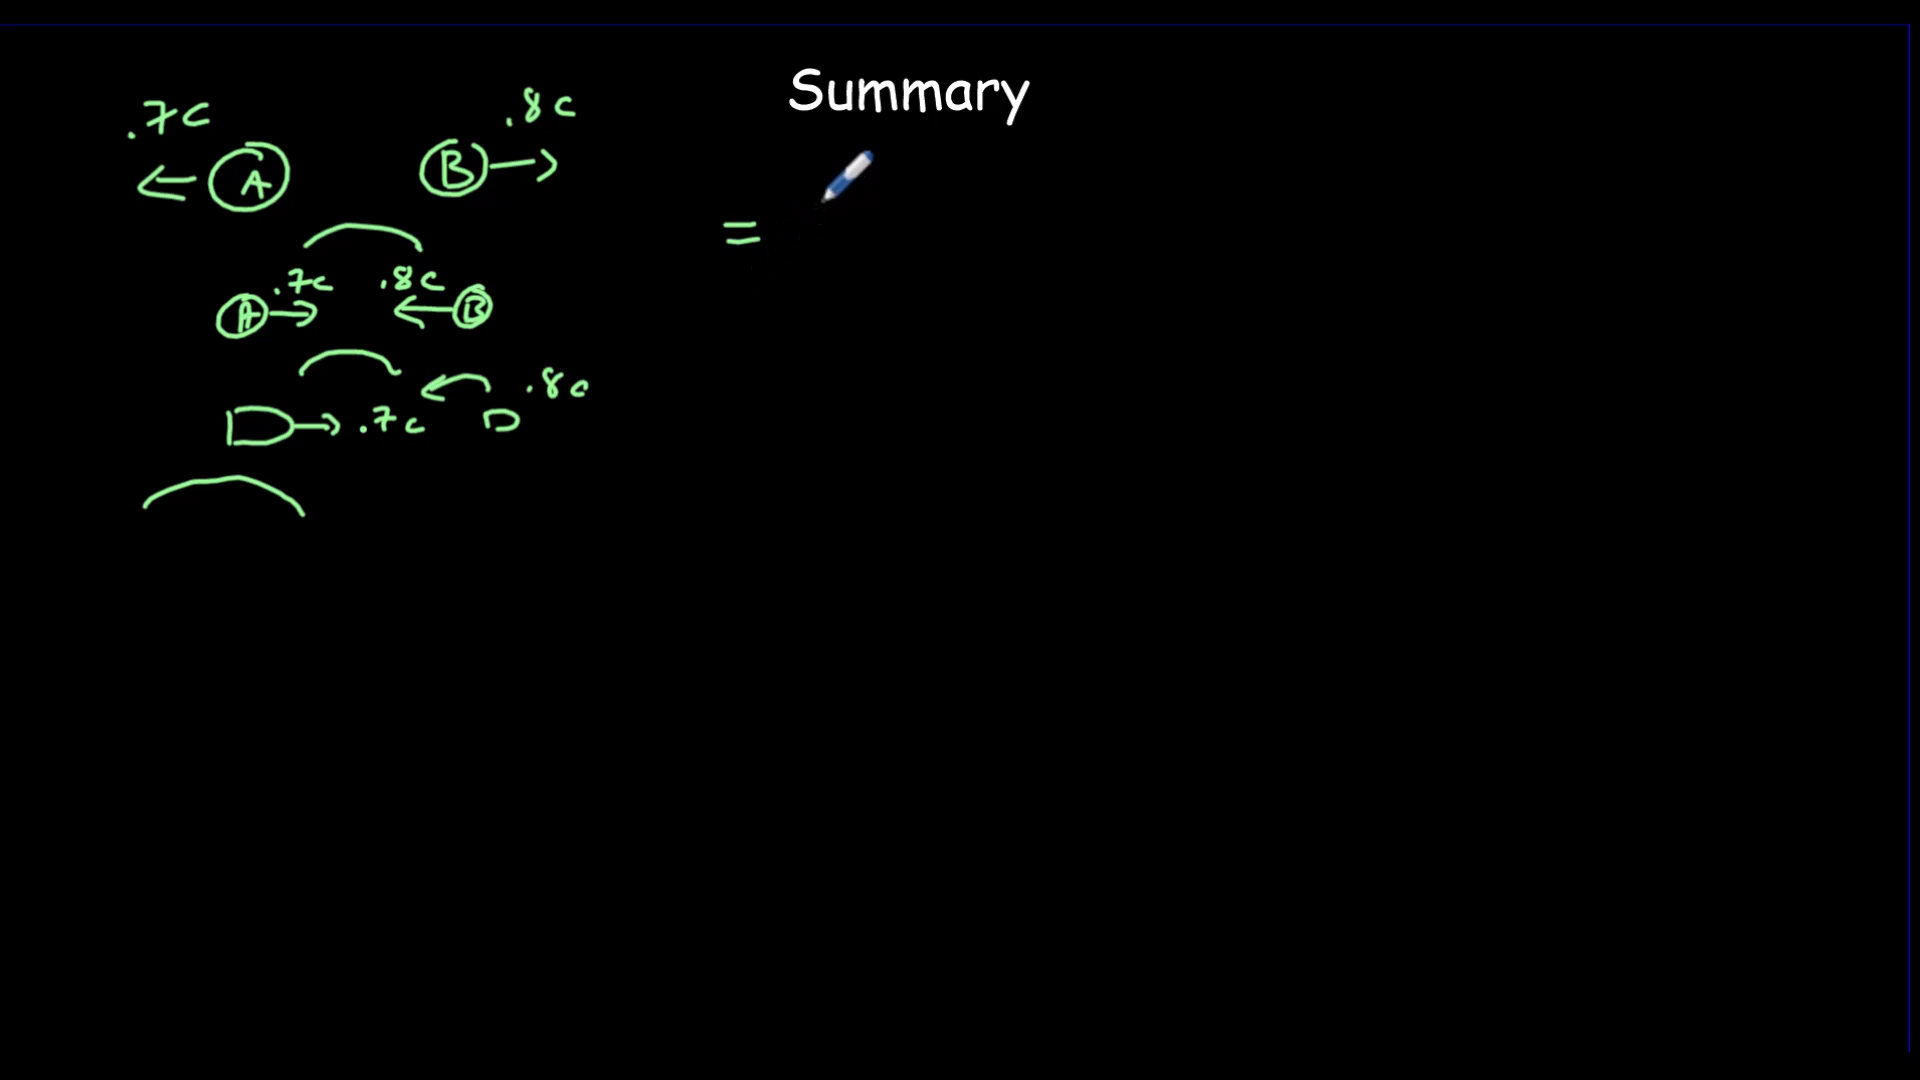 Summary
.7c .8c
A B
=
.7c .8c
A B
.8c
.7c